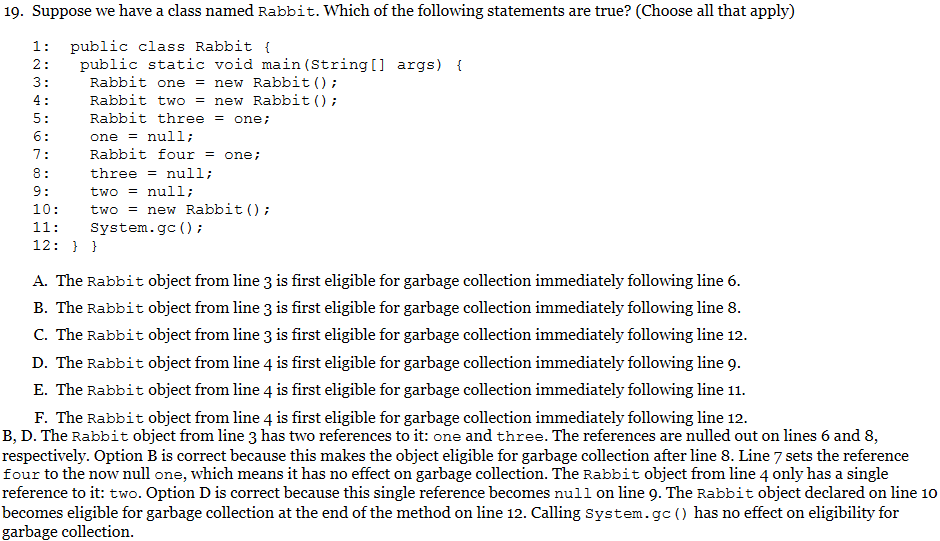 19. Suppose we have a class named Rabbit. Which of the following statements are true? (Choose all that apply)
1: public class Rabbit {
2: public static void main(String[] args) {
3: Rabbit one = new Rabbit();
4: Rabbit two = new Rabbit();
5: Rabbit three = one;
6: one = null;
7: Rabbit four = one;
8: three = null;
9: two = null;
10: two = new Rabbit();
11: System.gc();
12: } }
A. The Rabbit object from line 3 is first eligible for garbage collection immediately following line 6.
B. The Rabbit object from line 3 is first eligible for garbage collection immediately following line 8.
C. The Rabbit object from line 3 is first eligible for garbage collection immediately following line 12.
D. The Rabbit object from line 4 is first eligible for garbage collection immediately following line 9.
E. The Rabbit object from line 4 is first eligible for garbage collection immediately following line 11.
F. The Rabbit object from line 4 is first eligible for garbage collection immediately following line 12.
B, D. The Rabbit object from line 3 has two references to it: one and three. The references are nulled out on lines 6 and 8,
respectively. Option B is correct because this makes the object eligible for garbage collection after line 8. Line 7 sets the reference
four to the now null one, which means it has no effect on garbage collection. The Rabbit object from line 4 only has a single
reference to it: two. Option D is correct because this single reference becomes null on line 9. The Rabbit object declared on line 10
becomes eligible for garbage collection at the end of the method on line 12. Calling System.gc() has no effect on eligibility for
garbage collection.